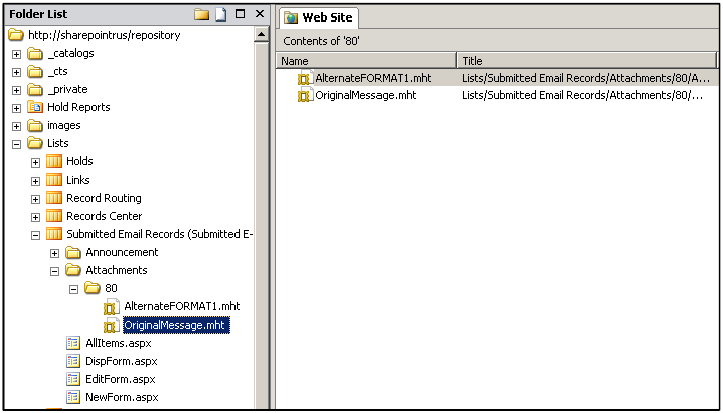 Folder List
http://sharepointrus/repository
_catalogs
_cts
_private
Hold Reports
images
Lists
Holds
Links
Record Routing
Records Center
Submitted Email Records (Submitted E-
Announcement
Attachments
80
AlternateFORMAT1.mht
OriginalMessage.mht
AllItems.aspx
DispForm.aspx
EditForm.aspx
NewForm.aspx
Web Site
Contents of '80'
Name Title
AlternateFORMAT1.mht Lists/Submitted Email Records/Attachments/80/A...
OriginalMessage.mht Lists/Submitted Email Records/Attachments/80/...